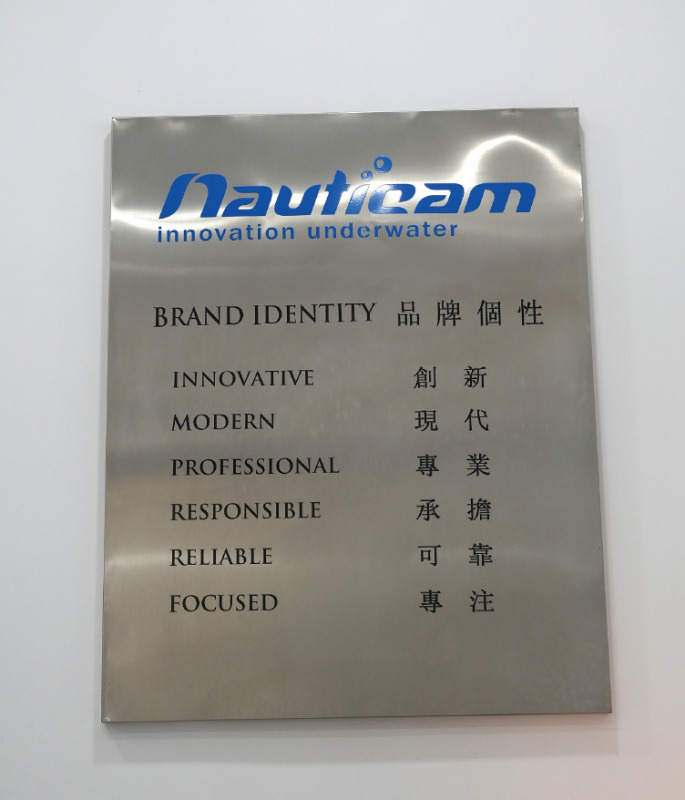 Nauticam
innovation underwater
BRAND IDENTITY 品牌個性
INNOVATIVE 創新
MODERN 現代
PROFESSIONAL 專業
RESPONSIBLE 承擔
RELIABLE 可靠
FOCUSED 專注